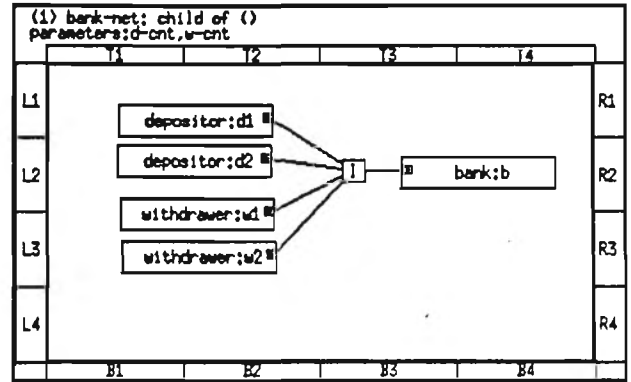 (1) bank-net: child of ()
parameters:d-cnt,w-cnt
T1 T2 T3 T4
L1 R1
depositor:d1
depositor:d2
L2 I bank:b R2
withdrawer:w1
withdrawer:w2
L3 R3
L4 R4
B1 B2 B3 B4